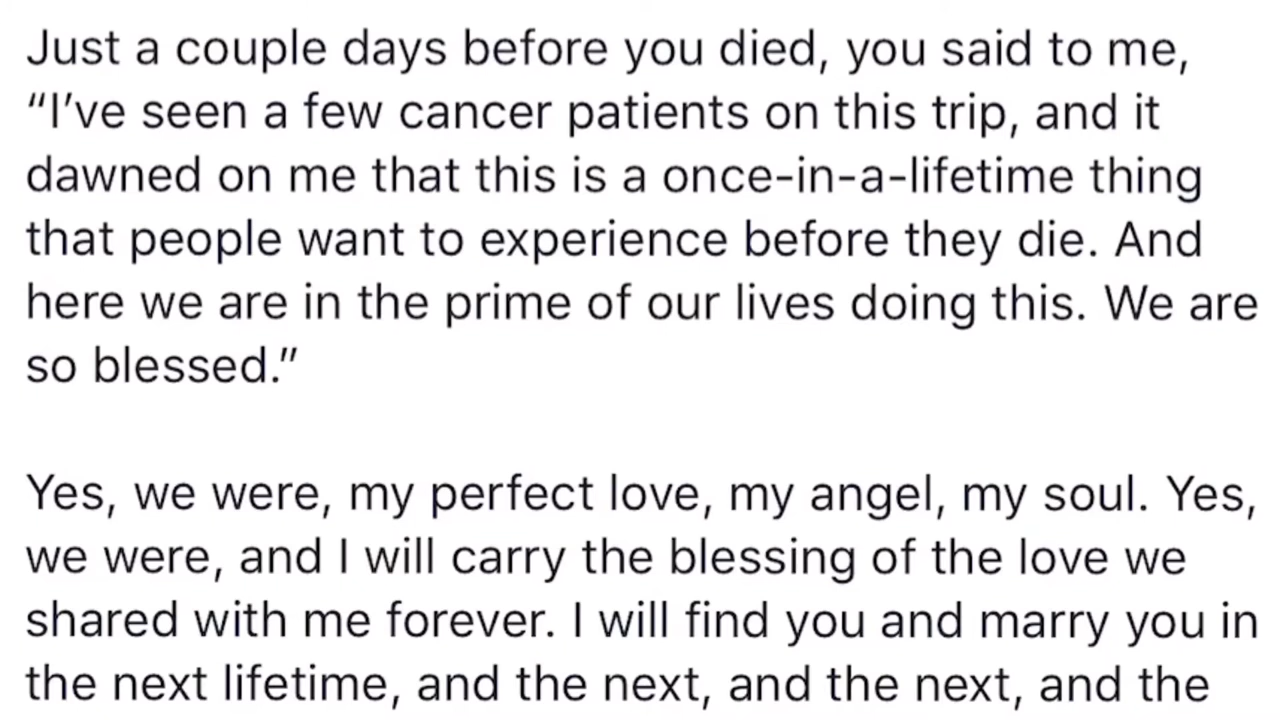 Just a couple days before you died, you said to me,
“I’ve seen a few cancer patients on this trip, and it
dawned on me that this is a once-in-a-lifetime thing
that people want to experience before they die. And
here we are in the prime of our lives doing this. We are
so blessed.”
Yes, we were, my perfect love, my angel, my soul. Yes,
we were, and I will carry the blessing of the love we
shared with me forever. I will find you and marry you in
the next lifetime, and the next, and the next, and the